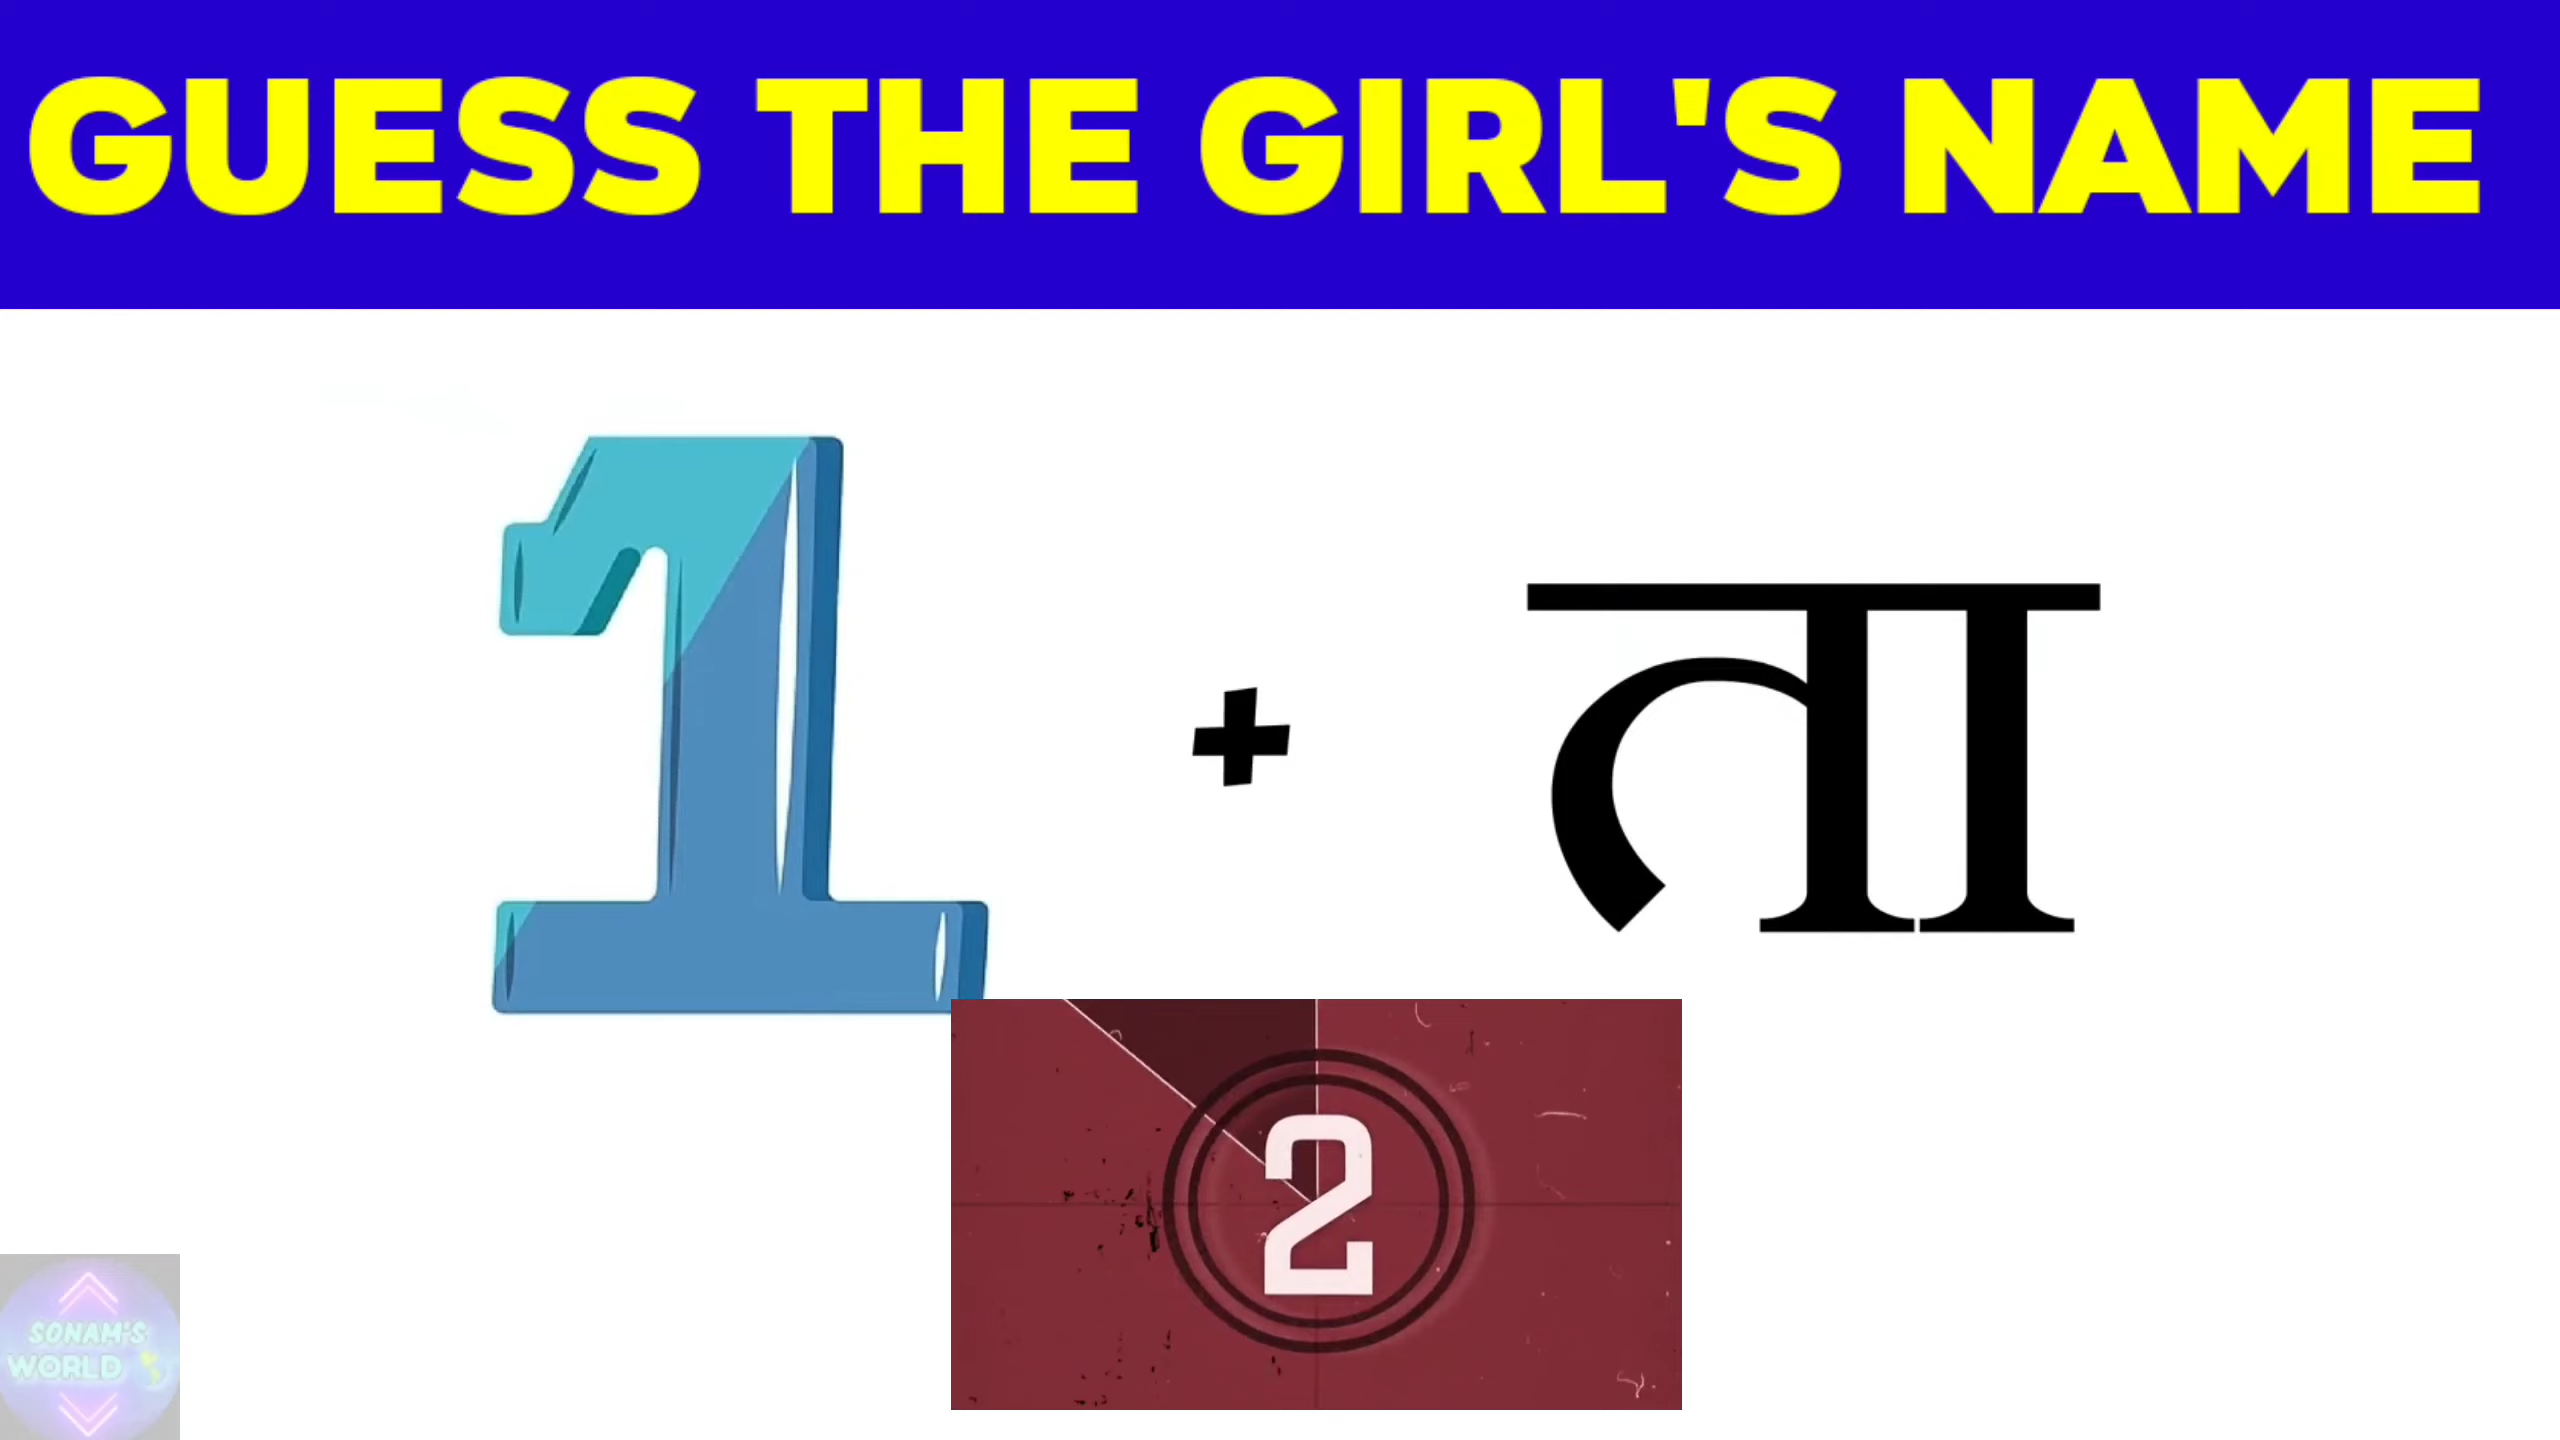 GUESS THE GIRL'S NAME
1 + ता
2
SONAM'S
WORLD